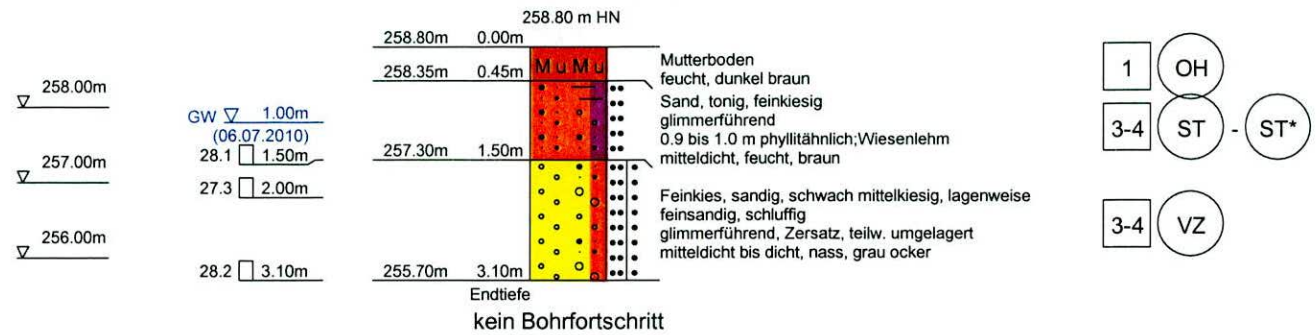 258.80 m HN
258.80m 0.00m
258.35m 0.45m
Mu Mu
Mutterboden
feucht, dunkel braun
1 OH
258.00m
GW 1.00m
(06.07.2010)
Sand, tonig, feinkiesig
glimmerführend
0.9 bis 1.0 m phyllitähnlich;Wiesenlehm
mitteldicht, feucht, braun
3-4 ST - ST*
28.1 1.50m
257.30m 1.50m
257.00m
27.3 2.00m
Feinkies, sandig, schwach mittelkiesig, lagenweise
feinsandig, schluffig
glimmerführend, Zersatz, teilw. umgelagert
mitteldicht bis dicht, nass, grau ocker
3-4 VZ
256.00m
28.2 3.10m
255.70m 3.10m
Endtiefe
kein Bohrfortschritt